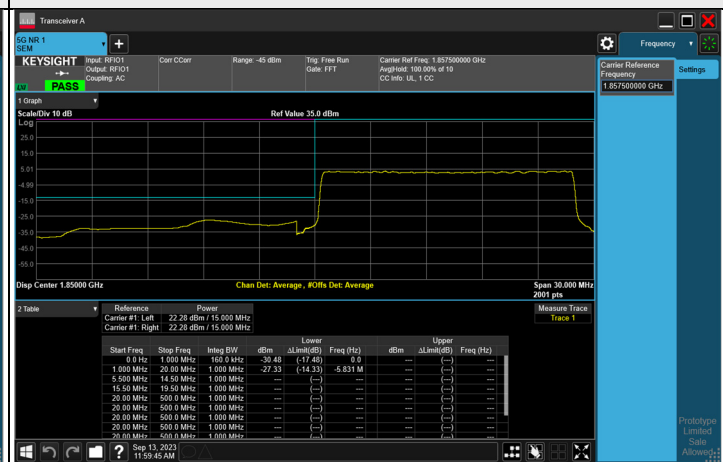 Transceiver A
5G NR 1
SEM
Frequency
KEYSIGHT
LVI PASS
Input: RFIO1
Output: RFIO1
Coupling: AC
Corr CCorr
Range: -45 dBm
Trig: Free Run
Gate: FFT
Carrier Ref Freq: 1.857500000 GHz
Avg|Hold: 100.00% of 10
CC Info: UL, 1 CC
Carrier Reference
Frequency
1.857500000 GHz
Settings
1 Graph
Scale/Div 10 dB
Ref Value 35.0 dBm
Log
25.0
15.0
5.01
-4.99
-15.0
-25.0
-35.0
-45.0
-55.0
Disp Center 1.85000 GHz
Chan Det: Average , #Offs Det: Average
Span 30.000 MHz
2001 pts
2 Table
Reference Power
Carrier #1: Left 22.28 dBm / 15.000 MHz
Carrier #1: Right 22.28 dBm / 15.000 MHz
Measure Trace
Trace 1
Lower Upper
Start Freq Stop Freq Integ BW dBm ΔLimit(dB) Freq (Hz) dBm ΔLimit(dB) Freq (Hz)
0.0 Hz 1.000 MHz 160.0 kHz -30.48 (-17.48) 0.0 --- (---) ---
1.000 MHz 20.00 MHz 1.000 MHz -27.33 (-14.33) -5.831 M --- (---) ---
5.500 MHz 14.50 MHz 1.000 MHz --- (---) --- --- (---) ---
15.50 MHz 19.50 MHz 1.000 MHz --- (---) --- --- (---) ---
20.00 MHz 500.0 MHz 1.000 MHz --- (---) --- --- (---) ---
20.00 MHz 500.0 MHz 1.000 MHz --- (---) --- --- (---) ---
20.00 MHz 500.0 MHz 1.000 MHz --- (---) --- --- (---) ---
20.00 MHz 500.0 MHz 1.000 MHz --- (---) --- --- (---) ---
Sep 13, 2023
11:59:45 AM
Prototype
Limited
Sale
Allowed